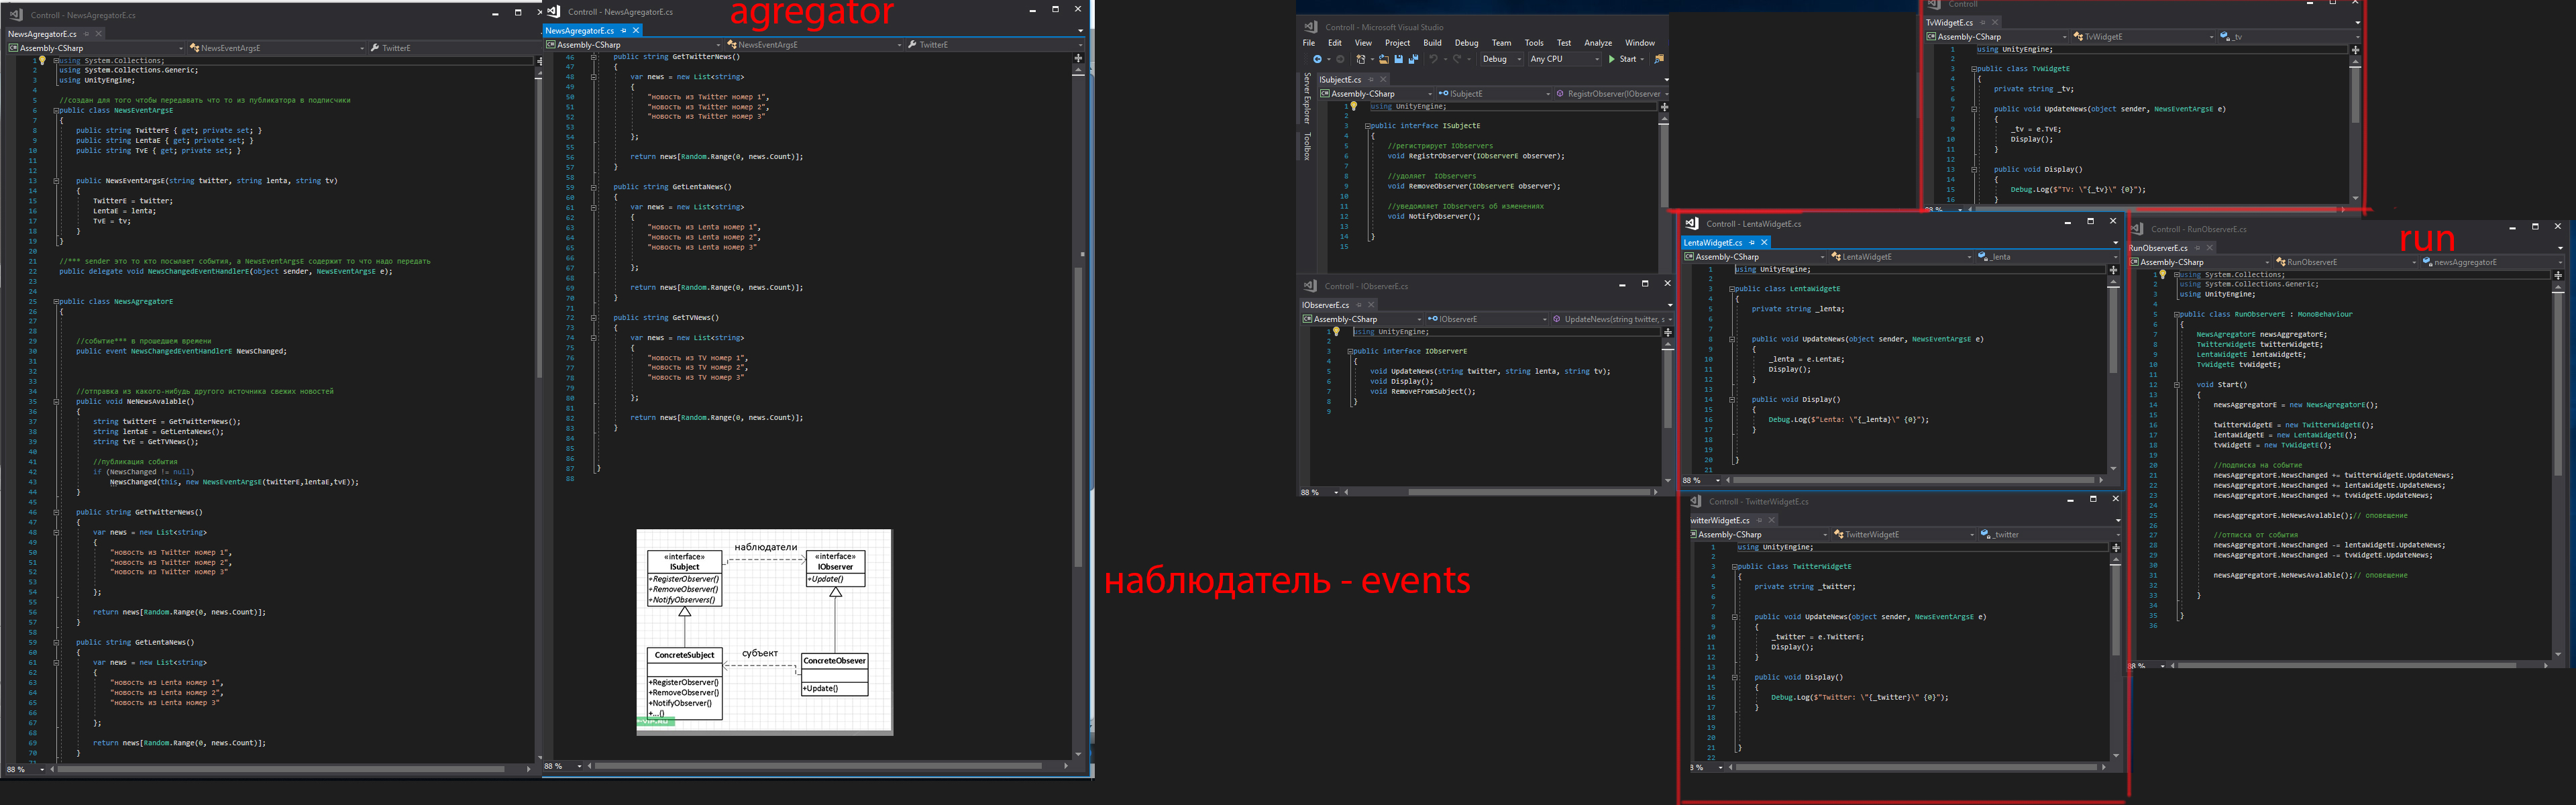 Controll - NewsAgregatorE.cs
NewsAgregatorE.cs
Assembly-CSharp
NewsEventArgsE
TwitterE
1 using System.Collections;
2 using System.Collections.Generic;
3 using UnityEngine;
4
5 //создан для того чтобы передавать что то из публикатора в подписчики
6 public class NewsEventArgsE
7 {
8 public string TwitterE { get; private set; }
9 public string LentaE { get; private set; }
10 public string TvE { get; private set; }
11
12
13 public NewsEventArgsE(string twitter, string lenta, string tv)
14 {
15 TwitterE = twitter;
16 LentaE = lenta;
17 TvE = tv;
18 }
19 }
20
21 //*** sender это то кто посылает события, а NewsEventArgsE содержит то что надо передать
22 public delegate void NewsChangedEventHandlerE(object sender, NewsEventArgsE e);
23
24
25 public class NewsAgregatorE
26 {
27
28
29 //событие*** в прошедшем времени
30 public event NewsChangedEventHandlerE NewsChanged;
31
32
33
34 //отправка из какого-нибудь другого источника свежих новостей
35 public void NeNewsAvalable()
36 {
37 string twitterE = GetTwitterNews();
38 string lentaE = GetLentaNews();
39 string tvE = GetTVNews();
40
41 //публикация события
42 if (NewsChanged != null)
43 NewsChanged(this, new NewsEventArgsE(twitterE,lentaE,tvE));
44 }
45
46 public string GetTwitterNews()
47 {
48 var news = new List<string>
49 {
50 "новость из Twitter номер 1",
51 "новость из Twitter номер 2",
52 "новость из Twitter номер 3"
53
54 };
55
56 return news[Random.Range(0, news.Count)];
57 }
58
59 public string GetLentaNews()
60 {
61 var news = new List<string>
62 {
63 "новость из Lenta номер 1",
64 "новость из Lenta номер 2",
65 "новость из Lenta номер 3"
66
67 };
68
69 return news[Random.Range(0, news.Count)];
70 }
88 %
agregator
Controll - NewsAgregatorE.cs
NewsAgregatorE.cs
Assembly-CSharp
NewsEventArgsE
TwitterE
46 public string GetTwitterNews()
47 {
48 var news = new List<string>
49 {
50 "новость из Twitter номер 1",
51 "новость из Twitter номер 2",
52 "новость из Twitter номер 3"
53
54 };
55
56 return news[Random.Range(0, news.Count)];
57 }
58
59 public string GetLentaNews()
60 {
61 var news = new List<string>
62 {
63 "новость из Lenta номер 1",
64 "новость из Lenta номер 2",
65 "новость из Lenta номер 3"
66
67 };
68
69 return news[Random.Range(0, news.Count)];
70 }
71
72 public string GetTVNews()
73 {
74 var news = new List<string>
75 {
76 "новость из TV номер 1",
77 "новость из TV номер 2",
78 "новость из TV номер 3"
79
80 };
81
82 return news[Random.Range(0, news.Count)];
83 }
84
85
86
87 }
88
88 %
наблюдатели
«interface»
ISubject
+RegisterObserver()
+RemoveObserver()
+NotifyObservers()
«interface»
IObserver
+Update()
субъект
ConcreteSubject
+RegisterObserver()
+RemoveObserver()
+NotifyObserver()
+...()
ConcreteObsever
+Update()
наблюдатель - events
Controll - Microsoft Visual Studio
File Edit View Project Build Debug Team Tools Test Analyze Window
Debug Any CPU Start
Server Explorer
Toolbox
ISubjectE.cs
Assembly-CSharp
ISubjectE
RegistrObserver(IObserver
1 using UnityEngine;
2
3 public interface ISubjectE
4 {
5 //регистрирует IObservers
6 void RegistrObserver(IObserverE observer);
7
8 //удоляет IObservers
9 void RemoveObserver(IObserverE observer);
10
11 //уведомляет IObservers об изменениях
12 void NotifyObserver();
13
14 }
15
Controll - IObserverE.cs
IObserverE.cs
Assembly-CSharp
IObserverE
UpdateNews(string twitter, s
1 using UnityEngine;
2
3 public interface IObserverE
4 {
5 void UpdateNews(string twitter, string lenta, string tv);
6 void Display();
7 void RemoveFromSubject();
8 }
9
88 %
Controll
TvWidgetE.cs
Assembly-CSharp
TvWidgetE
_tv
1 using UnityEngine;
2
3 public class TvWidgetE
4 {
5 private string _tv;
6
7 public void UpdateNews(object sender, NewsEventArgsE e)
8 {
9 _tv = e.TvE;
10 Display();
11 }
12
13 public void Display()
14 {
15 Debug.Log($"TV: \"{_tv}\" {0}");
16 }
88 %
Controll - LentaWidgetE.cs
LentaWidgetE.cs
Assembly-CSharp
LentaWidgetE
_lenta
1 using UnityEngine;
2
3 public class LentaWidgetE
4 {
5 private string _lenta;
6
7
8 public void UpdateNews(object sender, NewsEventArgsE e)
9 {
10 _lenta = e.LentaE;
11 Display();
12 }
13
14 public void Display()
15 {
16 Debug.Log($"Lenta: \"{_lenta}\" {0}");
17 }
18
19
20 }
21
88 %
Controll - TwitterWidgetE.cs
witterWidgetE.cs
Assembly-CSharp
TwitterWidgetE
_twitter
1 using UnityEngine;
2
3 public class TwitterWidgetE
4 {
5 private string _twitter;
6
7
8 public void UpdateNews(object sender, NewsEventArgsE e)
9 {
10 _twitter = e.TwitterE;
11 Display();
12 }
13
14 public void Display()
15 {
16 Debug.Log($"Twitter: \"{_twitter}\" {0}");
17 }
18
19
20
21 }
22
8 %
run
Controll - RunObserverE.cs
RunObserverE.cs
Assembly-CSharp
RunObserverE
newsAggregatorE
1 using System.Collections;
2 using System.Collections.Generic;
3 using UnityEngine;
4
5 public class RunObserverE : MonoBehaviour
6 {
7 NewsAgregatorE newsAggregatorE;
8 TwitterWidgetE twitterWidgetE;
9 LentaWidgetE lentaWidgetE;
10 TvWidgetE tvWidgetE;
11
12 void Start()
13 {
14 newsAggregatorE = new NewsAgregatorE();
15
16 twitterWidgetE = new TwitterWidgetE();
17 lentaWidgetE = new LentaWidgetE();
18 tvWidgetE = new TvWidgetE();
19
20 //подписка на событие
21 newsAggregatorE.NewsChanged += twitterWidgetE.UpdateNews;
22 newsAggregatorE.NewsChanged += lentaWidgetE.UpdateNews;
23 newsAggregatorE.NewsChanged += tvWidgetE.UpdateNews;
24
25 newsAggregatorE.NeNewsAvalable();// оповещение
26
27 //отписка от события
28 newsAggregatorE.NewsChanged -= lentaWidgetE.UpdateNews;
29 newsAggregatorE.NewsChanged -= tvWidgetE.UpdateNews;
30
31 newsAggregatorE.NeNewsAvalable();// оповещение
32
33 }
34
35 }
36
88 %